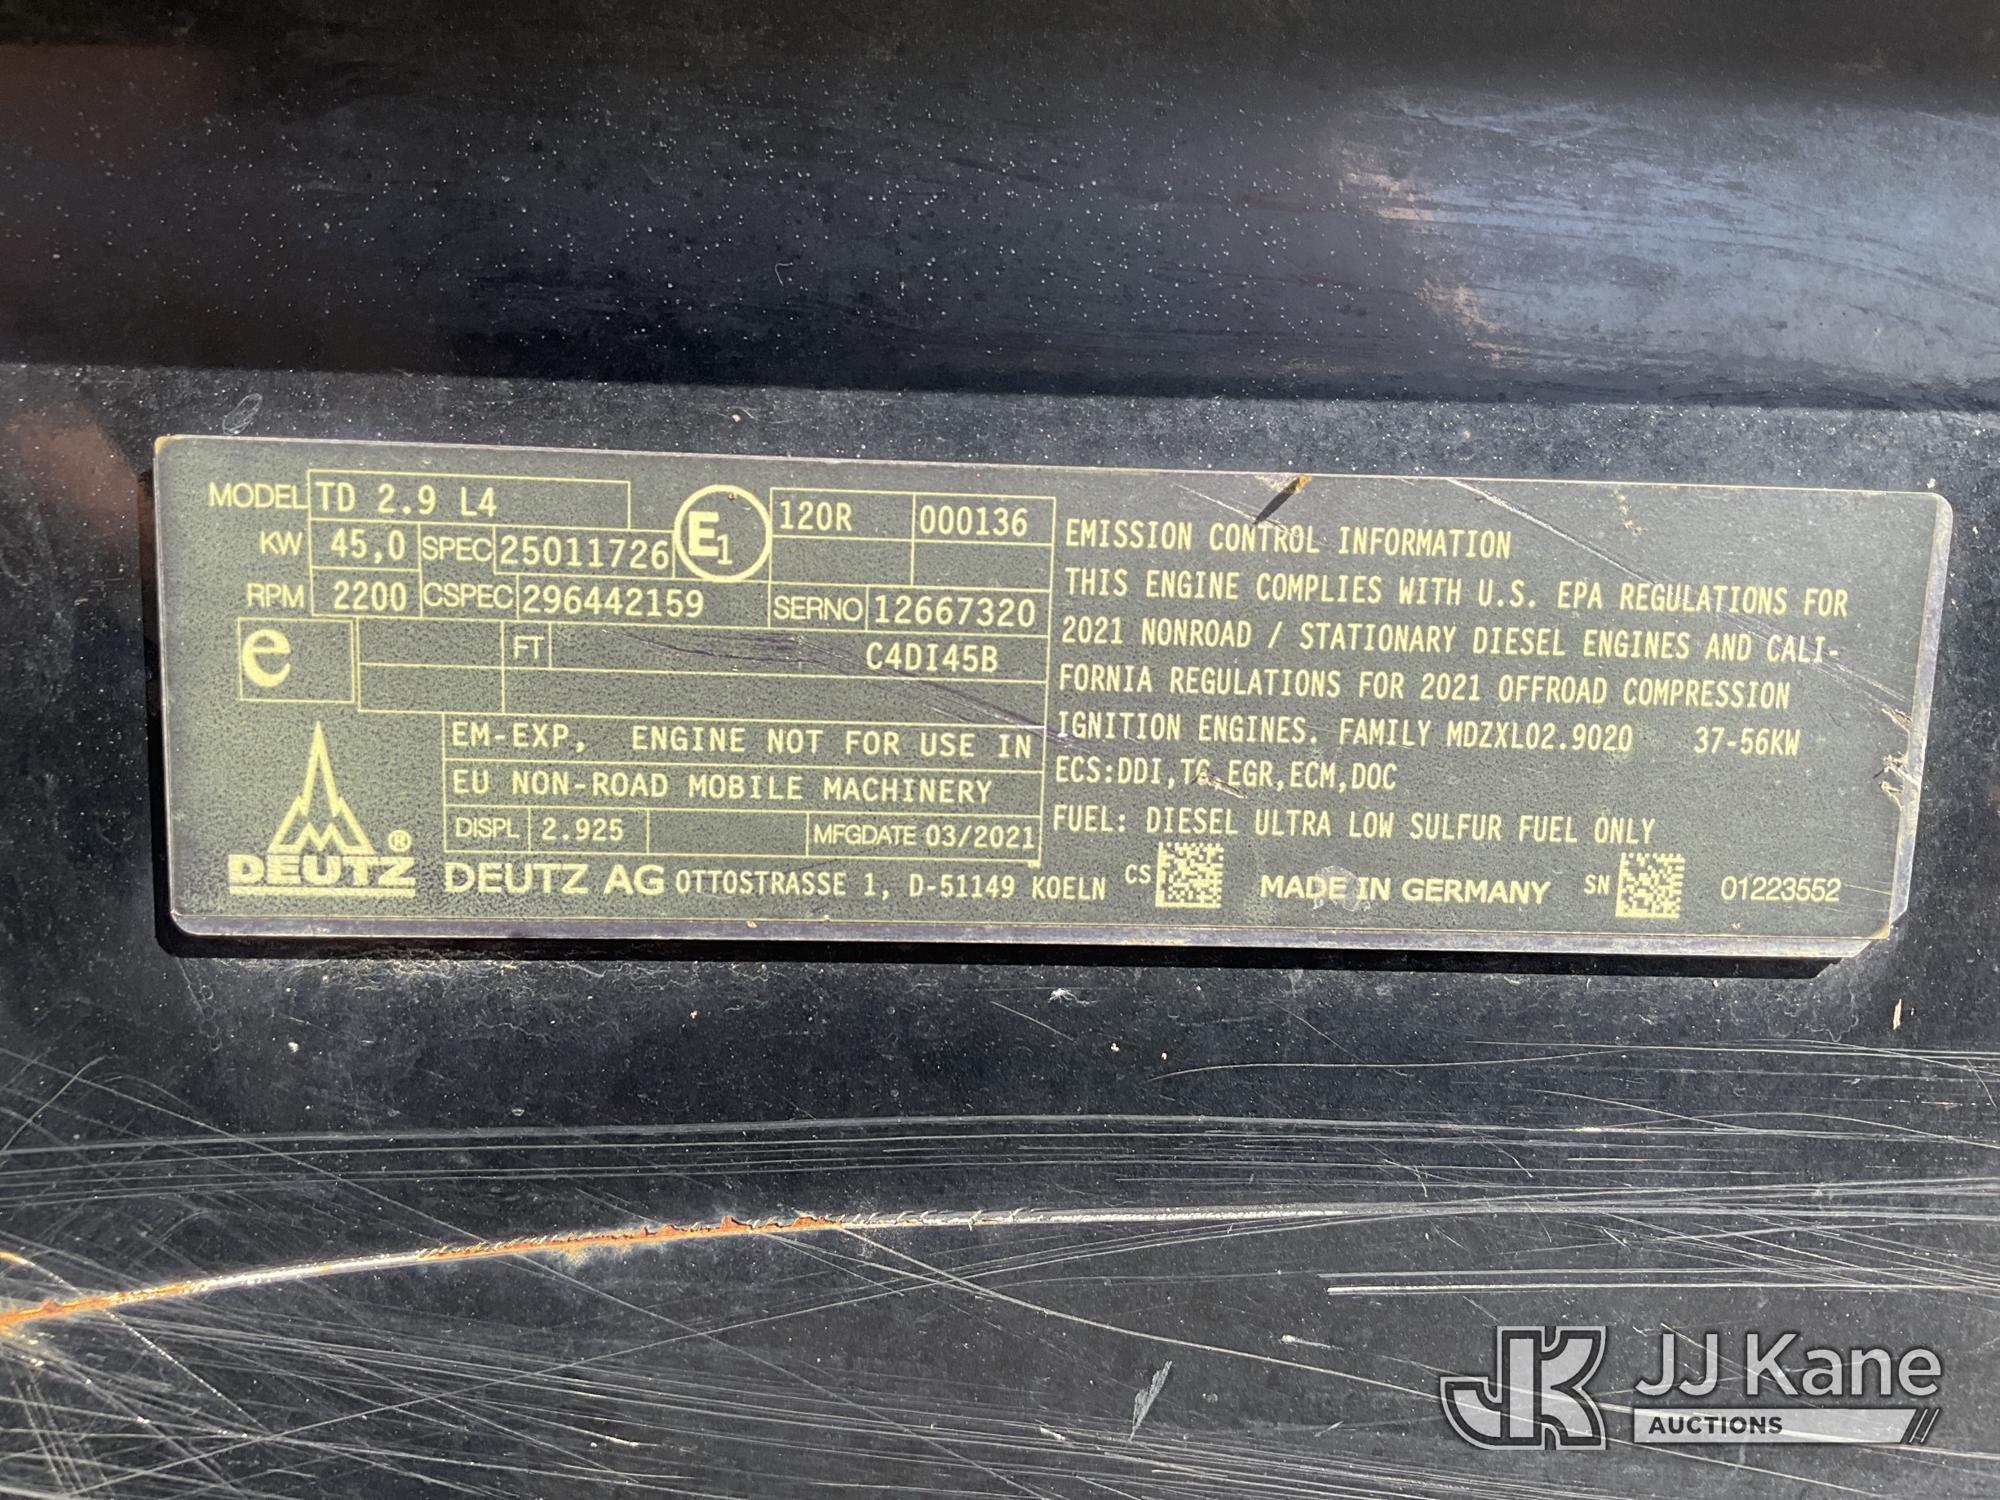 MODEL TD 2.9 L4
KW 45,0 SPEC 25011726 E1 120R 000136
RPM 2200 CSPEC 296442159 SERNO 12667320
e FT C4DI45B
EM-EXP, ENGINE NOT FOR USE IN
EU NON-ROAD MOBILE MACHINERY
DISPL 2.925 MFGDATE 03/2021
DEUTZ ®
DEUTZ AG OTTOSTRASSE 1, D-51149 KOELN
EMISSION CONTROL INFORMATION
THIS ENGINE COMPLIES WITH U.S. EPA REGULATIONS FOR
2021 NONROAD / STATIONARY DIESEL ENGINES AND CALI-
FORNIA REGULATIONS FOR 2021 OFFROAD COMPRESSION
IGNITION ENGINES. FAMILY MDZXL02.9020 37-56KW
ECS:DDI,TC,EGR,ECM,DOC
FUEL: DIESEL ULTRA LOW SULFUR FUEL ONLY
CS MADE IN GERMANY SN 01223552
JK JJ Kane
AUCTIONS